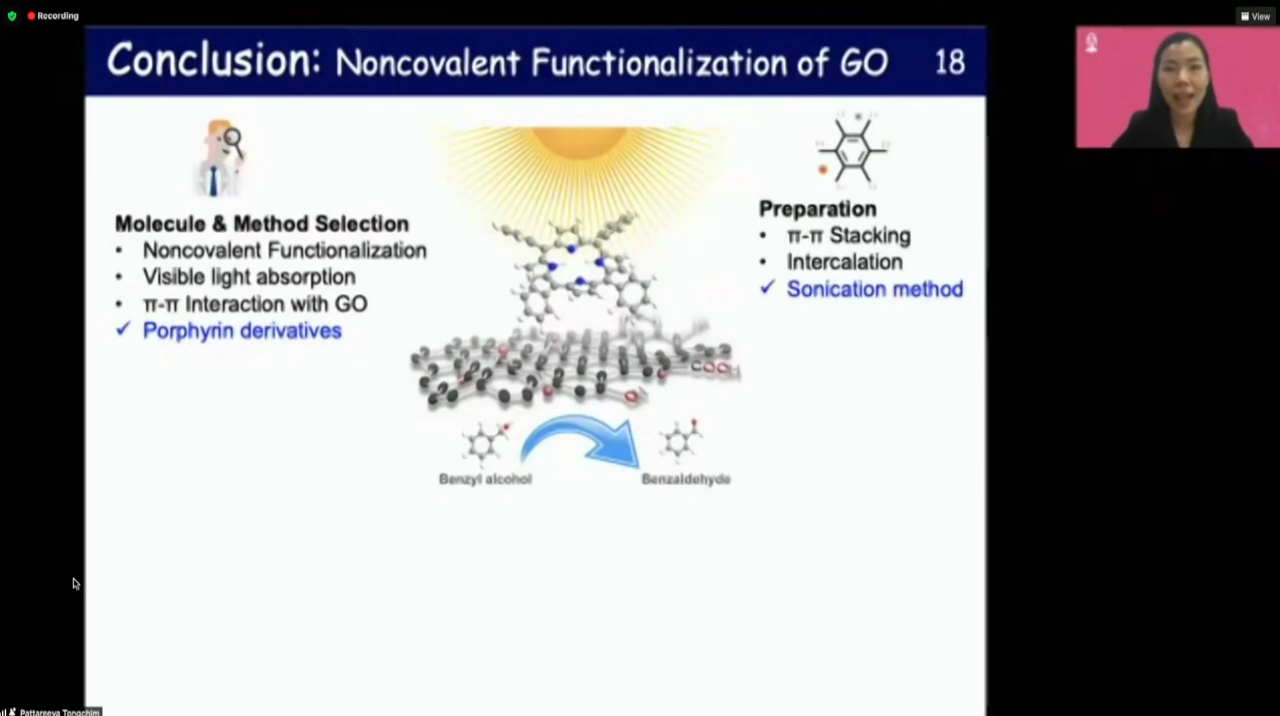 Recording
View
Conclusion: Noncovalent Functionalization of GO
18
Molecule & Method Selection
• Noncovalent Functionalization
• Visible light absorption
• π-π Interaction with GO
✓ Porphyrin derivatives
Preparation
• π-π Stacking
• Intercalation
✓ Sonication method
COOH
Benzyl alcohol
Benzaldehyde
Pattareeya Tongchim